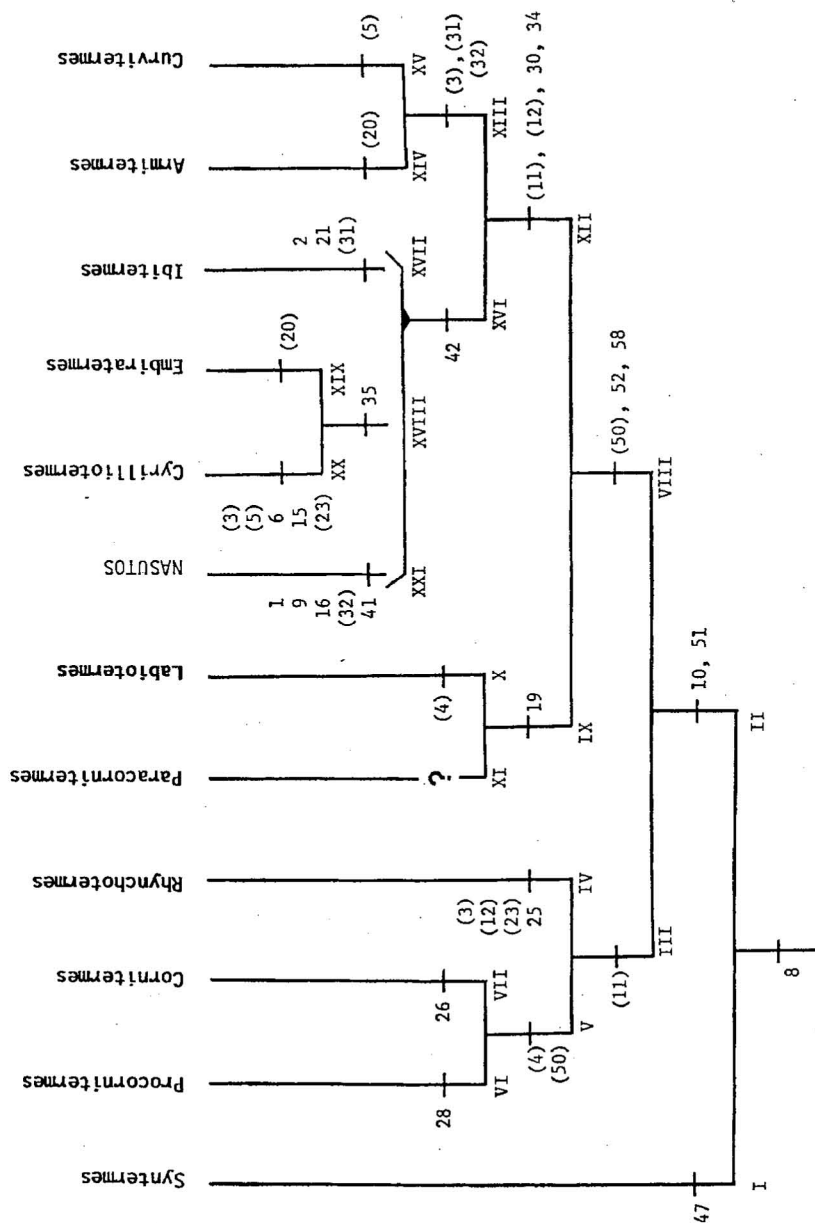 Syntermes
Procornitermes
Cornitermes
Rhynchotermes
Paracornitermes
Labiotermes
NASUTOS
Cyrilliotermes
Embiratermes
Ibitermes
Armitermes
Curvitermes
(3)
(5)
6
15
(23)
(20)
2
21
(31)
(20)
(5)
XX
XIX
1
9
16
(32)
41
35
XXI
XVIII
XVII
XIV
XV
28
26
(3)
(12)
(23)
25
?
(4)
42
(3),(31)
(32)
VI
VII
XI
X
XVI
XIII
(4)
(50)
19
(11), (12), 30, 34
V
IV
IX
XII
(11)
(50), 52, 58
III
VIII
47
10, 51
I
II
8